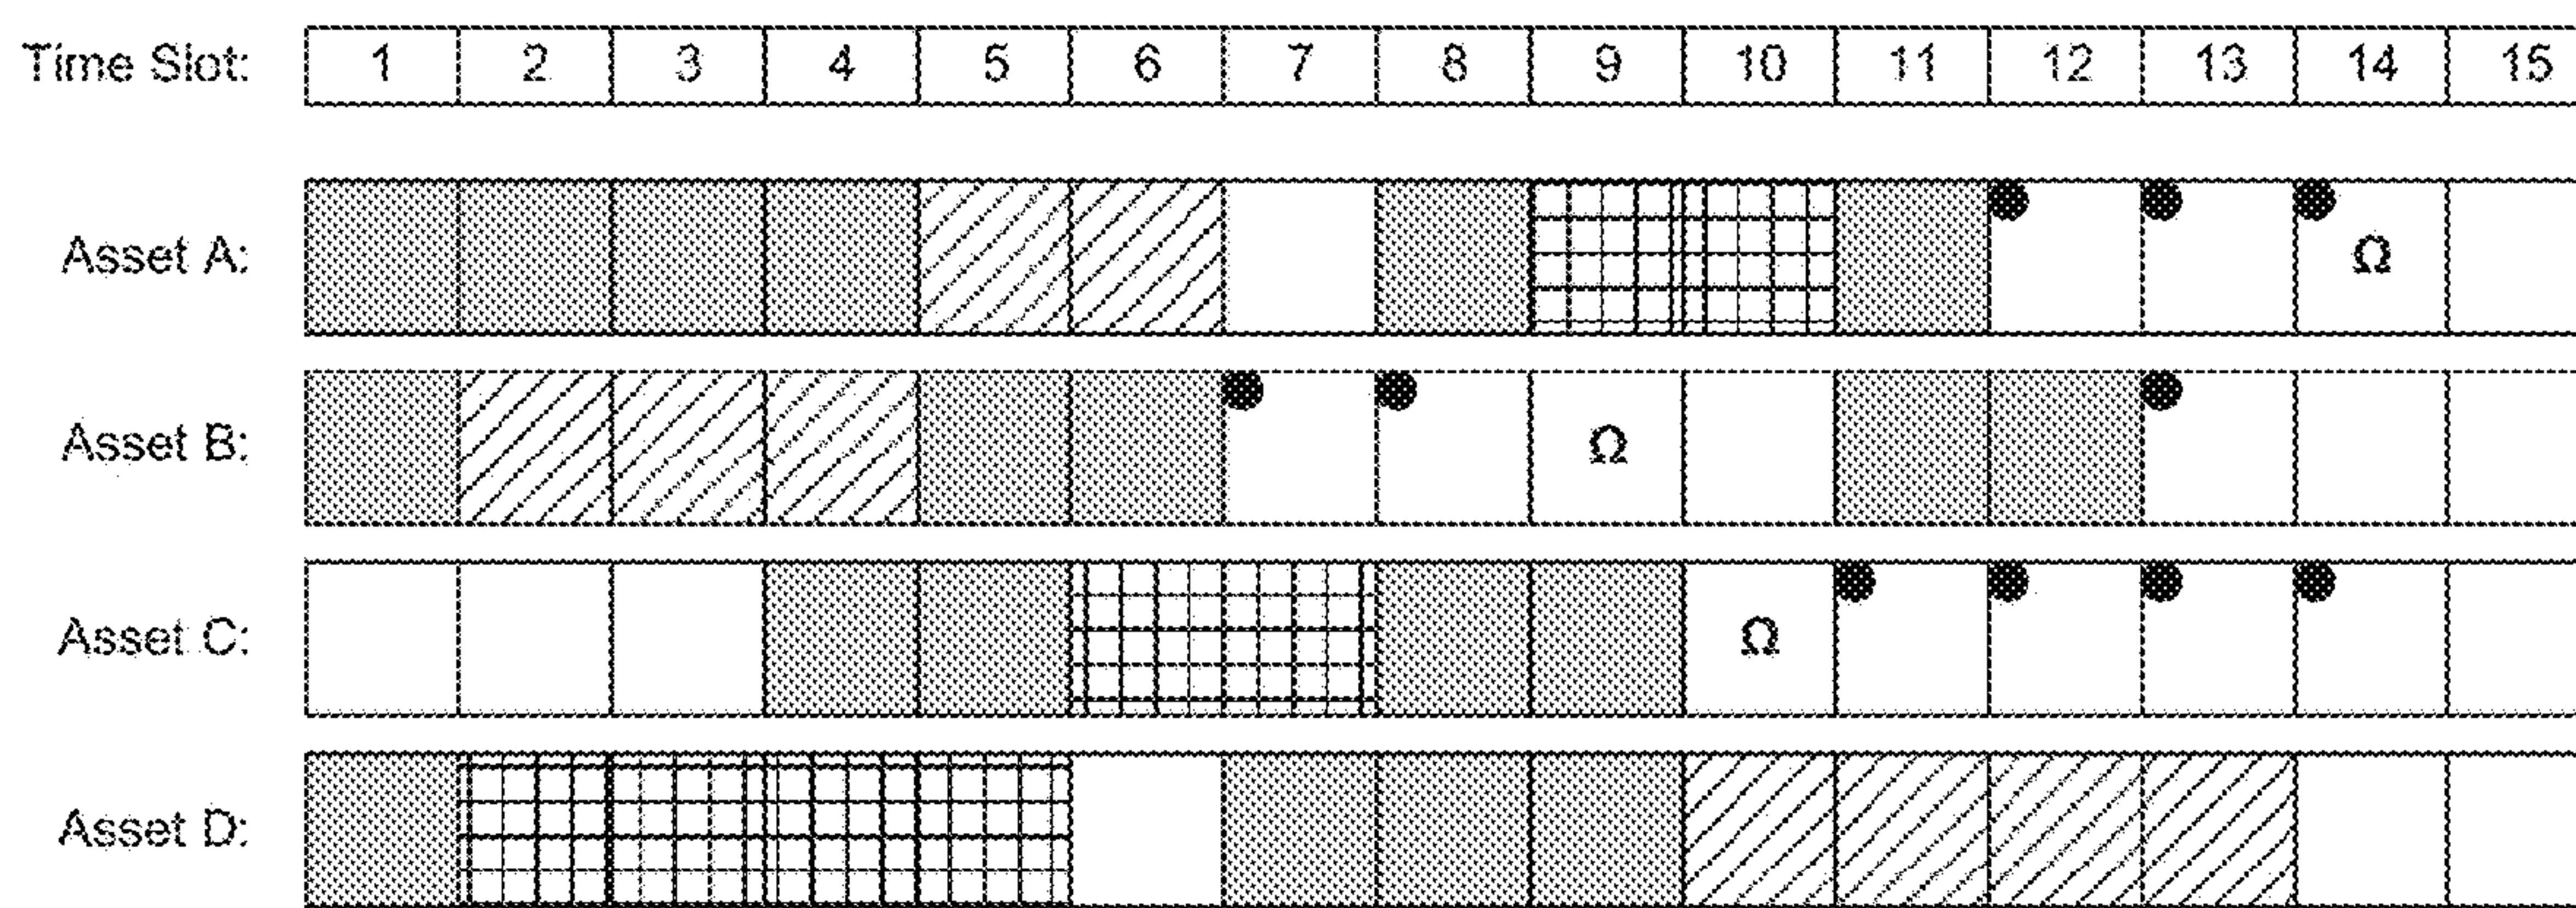 Time Slot: 1 2 3 4 5 6 7 8 9 10 11 12 13 14 15
Asset A: Ω
Asset B: Ω
Asset C: Ω
Asset D: